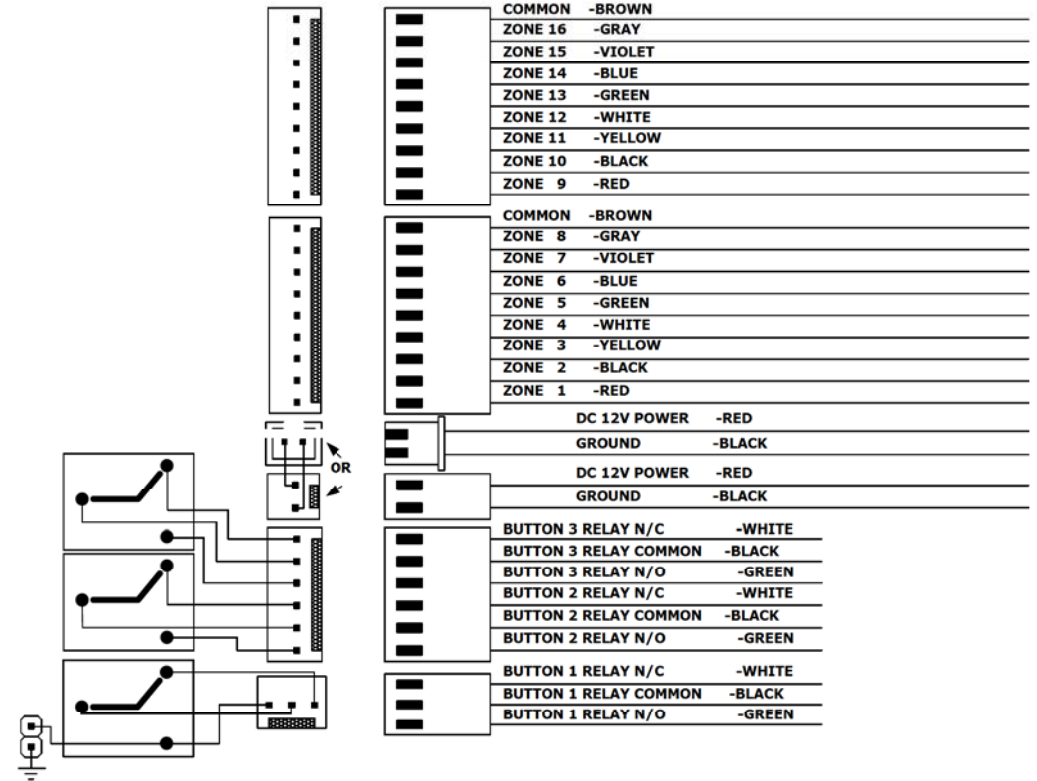 COMMON -BROWN
ZONE 16 -GRAY
ZONE 15 -VIOLET
ZONE 14 -BLUE
ZONE 13 -GREEN
ZONE 12 -WHITE
ZONE 11 -YELLOW
ZONE 10 -BLACK
ZONE 9 -RED
COMMON -BROWN
ZONE 8 -GRAY
ZONE 7 -VIOLET
ZONE 6 -BLUE
ZONE 5 -GREEN
ZONE 4 -WHITE
ZONE 3 -YELLOW
ZONE 2 -BLACK
ZONE 1 -RED
DC 12V POWER -RED
GROUND -BLACK
OR
DC 12V POWER -RED
GROUND -BLACK
BUTTON 3 RELAY N/C -WHITE
BUTTON 3 RELAY COMMON -BLACK
BUTTON 3 RELAY N/O -GREEN
BUTTON 2 RELAY N/C -WHITE
BUTTON 2 RELAY COMMON -BLACK
BUTTON 2 RELAY N/O -GREEN
BUTTON 1 RELAY N/C -WHITE
BUTTON 1 RELAY COMMON -BLACK
BUTTON 1 RELAY N/O -GREEN